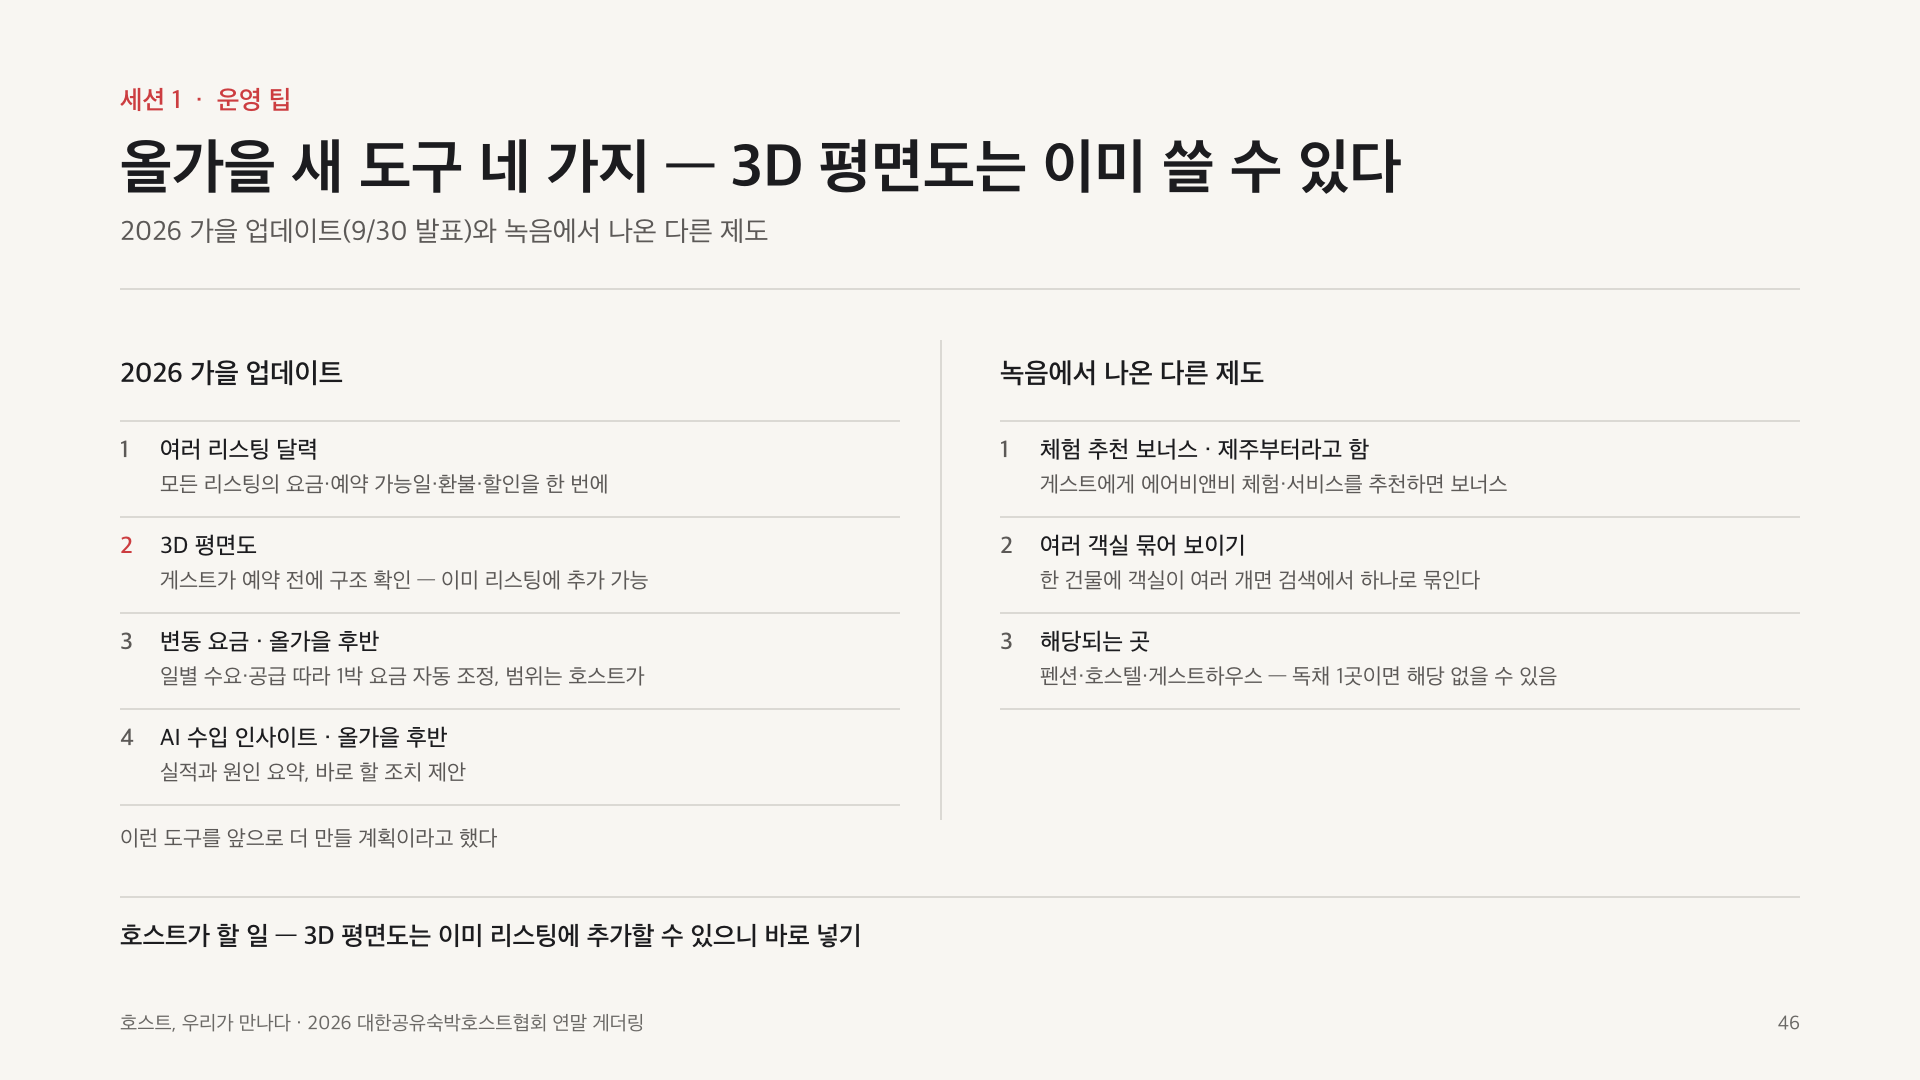 세션 1 · 운영 팁
올가을 새 도구 네 가지 — 3D 평면도는 이미 쓸 수 있다
2026 가을 업데이트(9/30 발표)와 녹음에서 나온 다른 제도
2026 가을 업데이트
1 여러 리스팅 달력
모든 리스팅의 요금·예약 가능일·환불·할인을 한 번에
2 3D 평면도
게스트가 예약 전에 구조 확인 — 이미 리스팅에 추가 가능
3 변동 요금 · 올가을 후반
일별 수요·공급 따라 1박 요금 자동 조정, 범위는 호스트가
4 AI 수입 인사이트 · 올가을 후반
실적과 원인 요약, 바로 할 조치 제안
이런 도구를 앞으로 더 만들 계획이라고 했다
녹음에서 나온 다른 제도
1 체험 추천 보너스 · 제주부터라고 함
게스트에게 에어비앤비 체험·서비스를 추천하면 보너스
2 여러 객실 묶어 보이기
한 건물에 객실이 여러 개면 검색에서 하나로 묶인다
3 해당되는 곳
펜션·호스텔·게스트하우스 — 독채 1곳이면 해당 없을 수 있음
호스트가 할 일 — 3D 평면도는 이미 리스팅에 추가할 수 있으니 바로 넣기
호스트, 우리가 만나다 · 2026 대한공유숙박호스트협회 연말 게더링
46